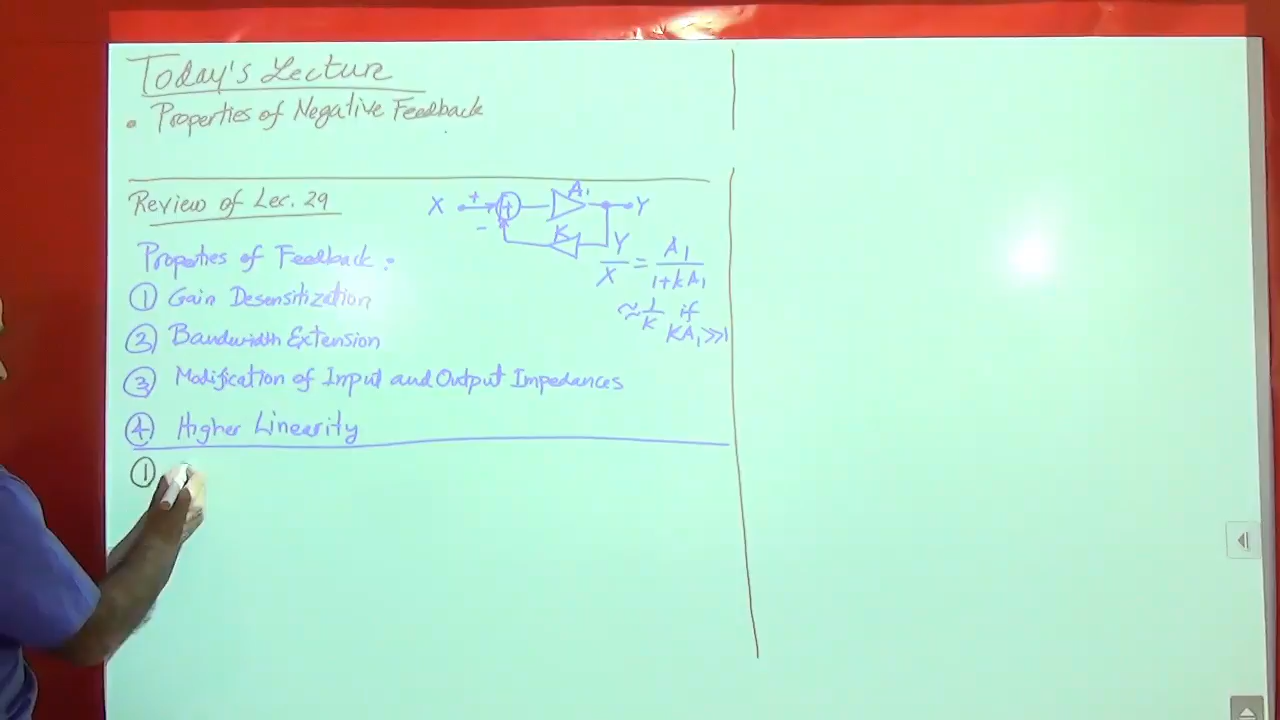 Today's Lecture
• Properties of Negative Feedback
Review of Lec. 29
X + - + A₁ Y
K
Y/X = A₁/(1+KA₁)
≈ 1/K if
KA₁ >> 1
Properties of Feedback :
① Gain Desensitization
② Bandwidth Extension
③ Modification of Input and Output Impedances
④ Higher Linearity
①